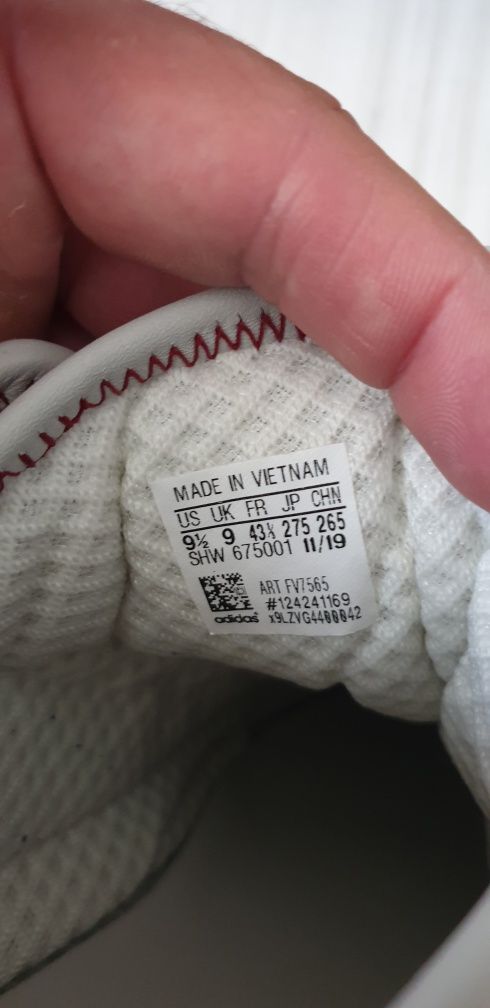 MADE IN VIETNAM
US UK FR JP CHN
9½ 9 43⅓ 275 265
SHW 675001 11/19
ART FV7565
#124241169
adidas